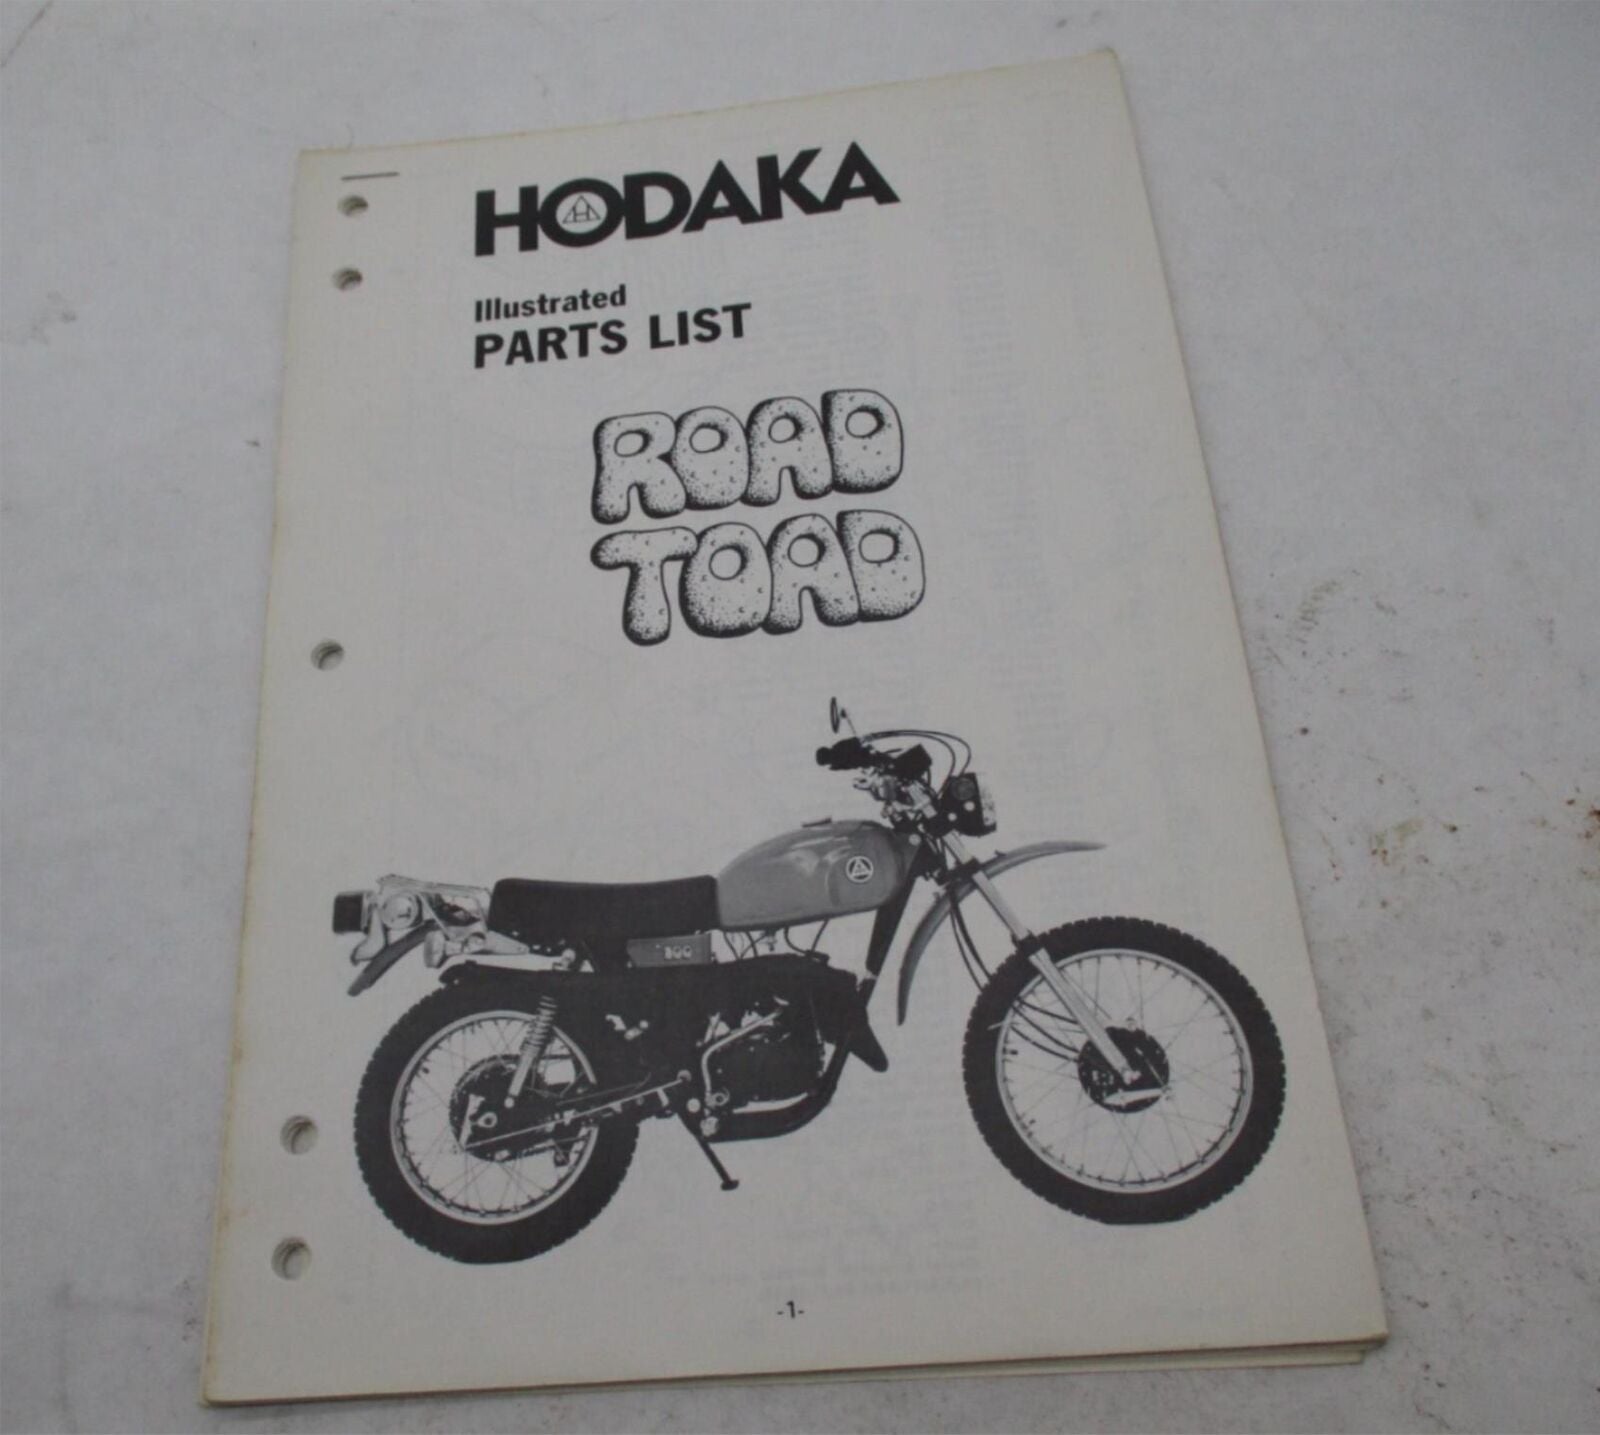 HODAKA
Illustrated
PARTS LIST
ROAD
TOAD
-1-